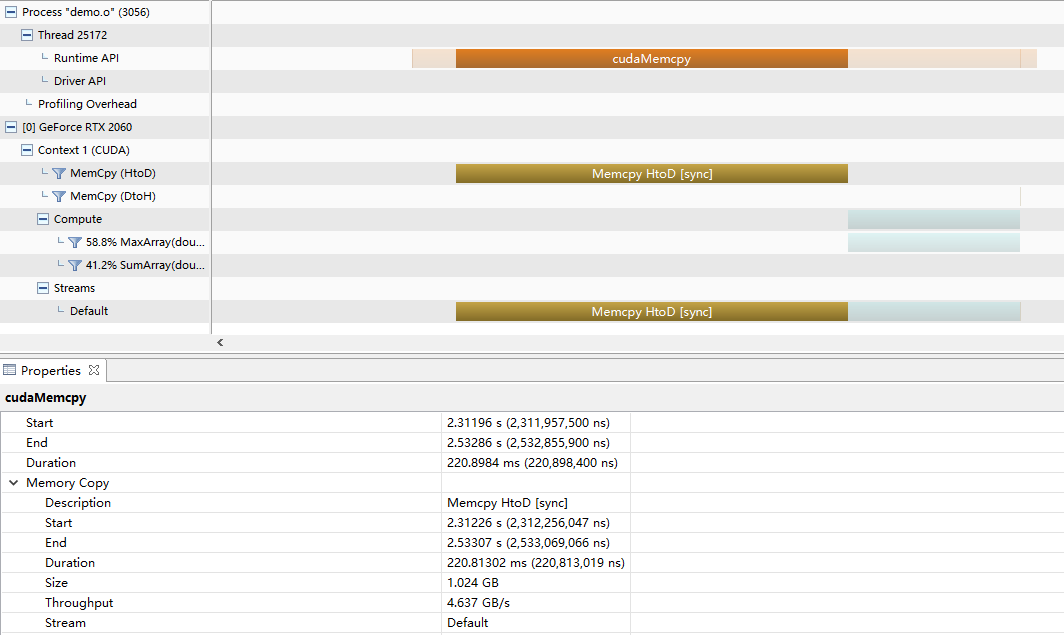 Process "demo.o" (3056)
Thread 25172
Runtime API
cudaMemcpy
Driver API
Profiling Overhead
[0] GeForce RTX 2060
Context 1 (CUDA)
MemCpy (HtoD)
Memcpy HtoD [sync]
MemCpy (DtoH)
Compute
58.8% MaxArray(dou...
41.2% SumArray(dou...
Streams
Default
Memcpy HtoD [sync]
Properties
cudaMemcpy
Start 2.31196 s (2,311,957,500 ns)
End 2.53286 s (2,532,855,900 ns)
Duration 220.8984 ms (220,898,400 ns)
Memory Copy
Description Memcpy HtoD [sync]
Start 2.31226 s (2,312,256,047 ns)
End 2.53307 s (2,533,069,066 ns)
Duration 220.81302 ms (220,813,019 ns)
Size 1.024 GB
Throughput 4.637 GB/s
Stream Default